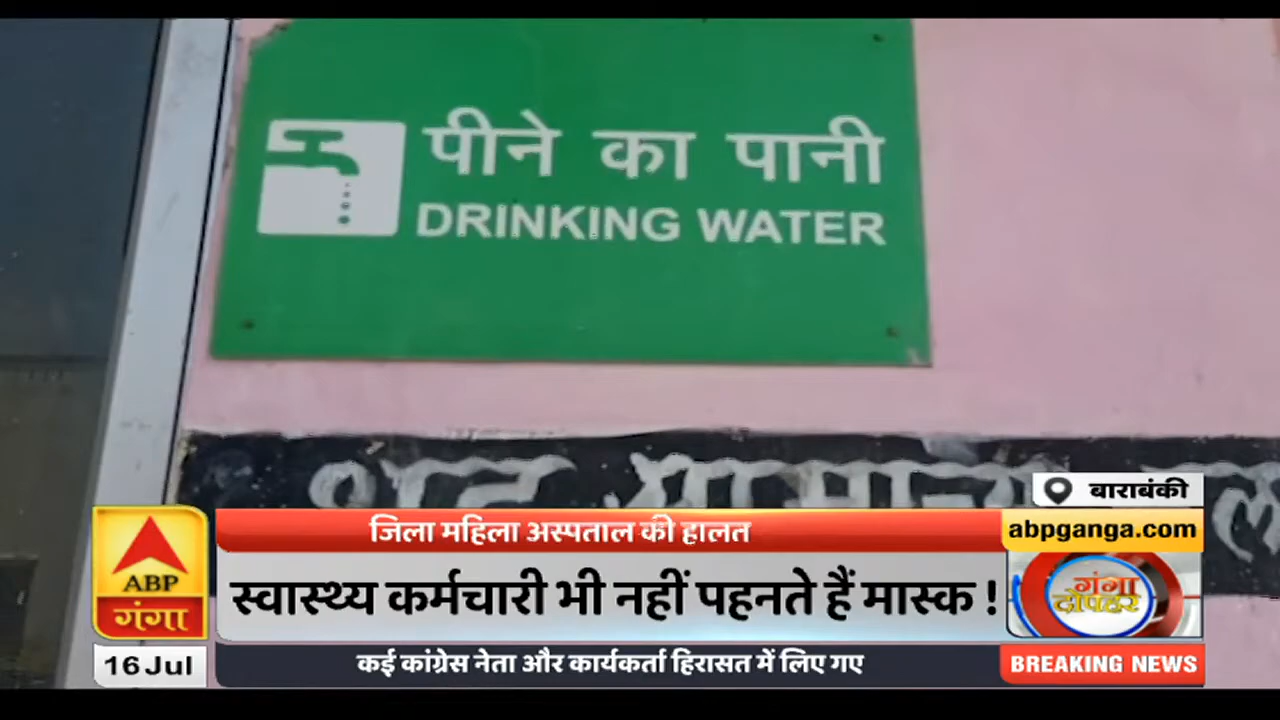 पीने का पानी
DRINKING WATER
बाराबंकी
जिला महिला अस्पताल की हालत
abpganga.com
स्वास्थ्य कर्मचारी भी नहीं पहनते हैं मास्क !
ABP
गंगा
गंगा
दोपहर
16 Jul
कई कांग्रेस नेता और कार्यकर्ता हिरासत में लिए गए
BREAKING NEWS